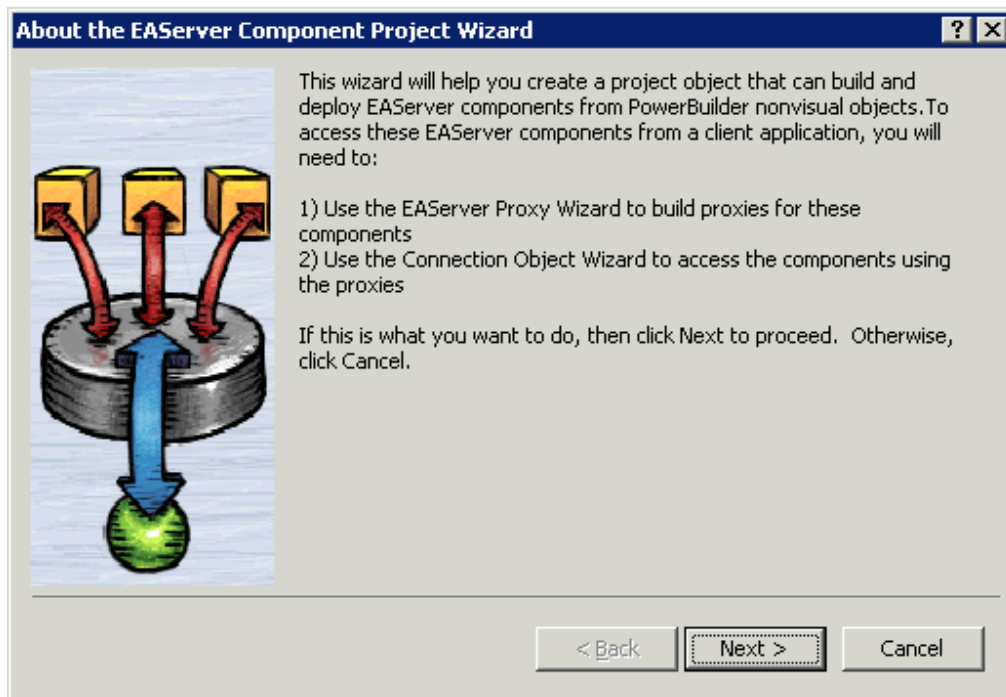 About the EAServer Component Project Wizard
?
This wizard will help you create a project object that can build and
deploy EAServer components from PowerBuilder nonvisual objects.To
access these EAServer components from a client application, you will
need to:
1) Use the EAServer Proxy Wizard to build proxies for these
components
2) Use the Connection Object Wizard to access the components using
the proxies
If this is what you want to do, then click Next to proceed.  Otherwise,
click Cancel.
< Back
Next >
Cancel